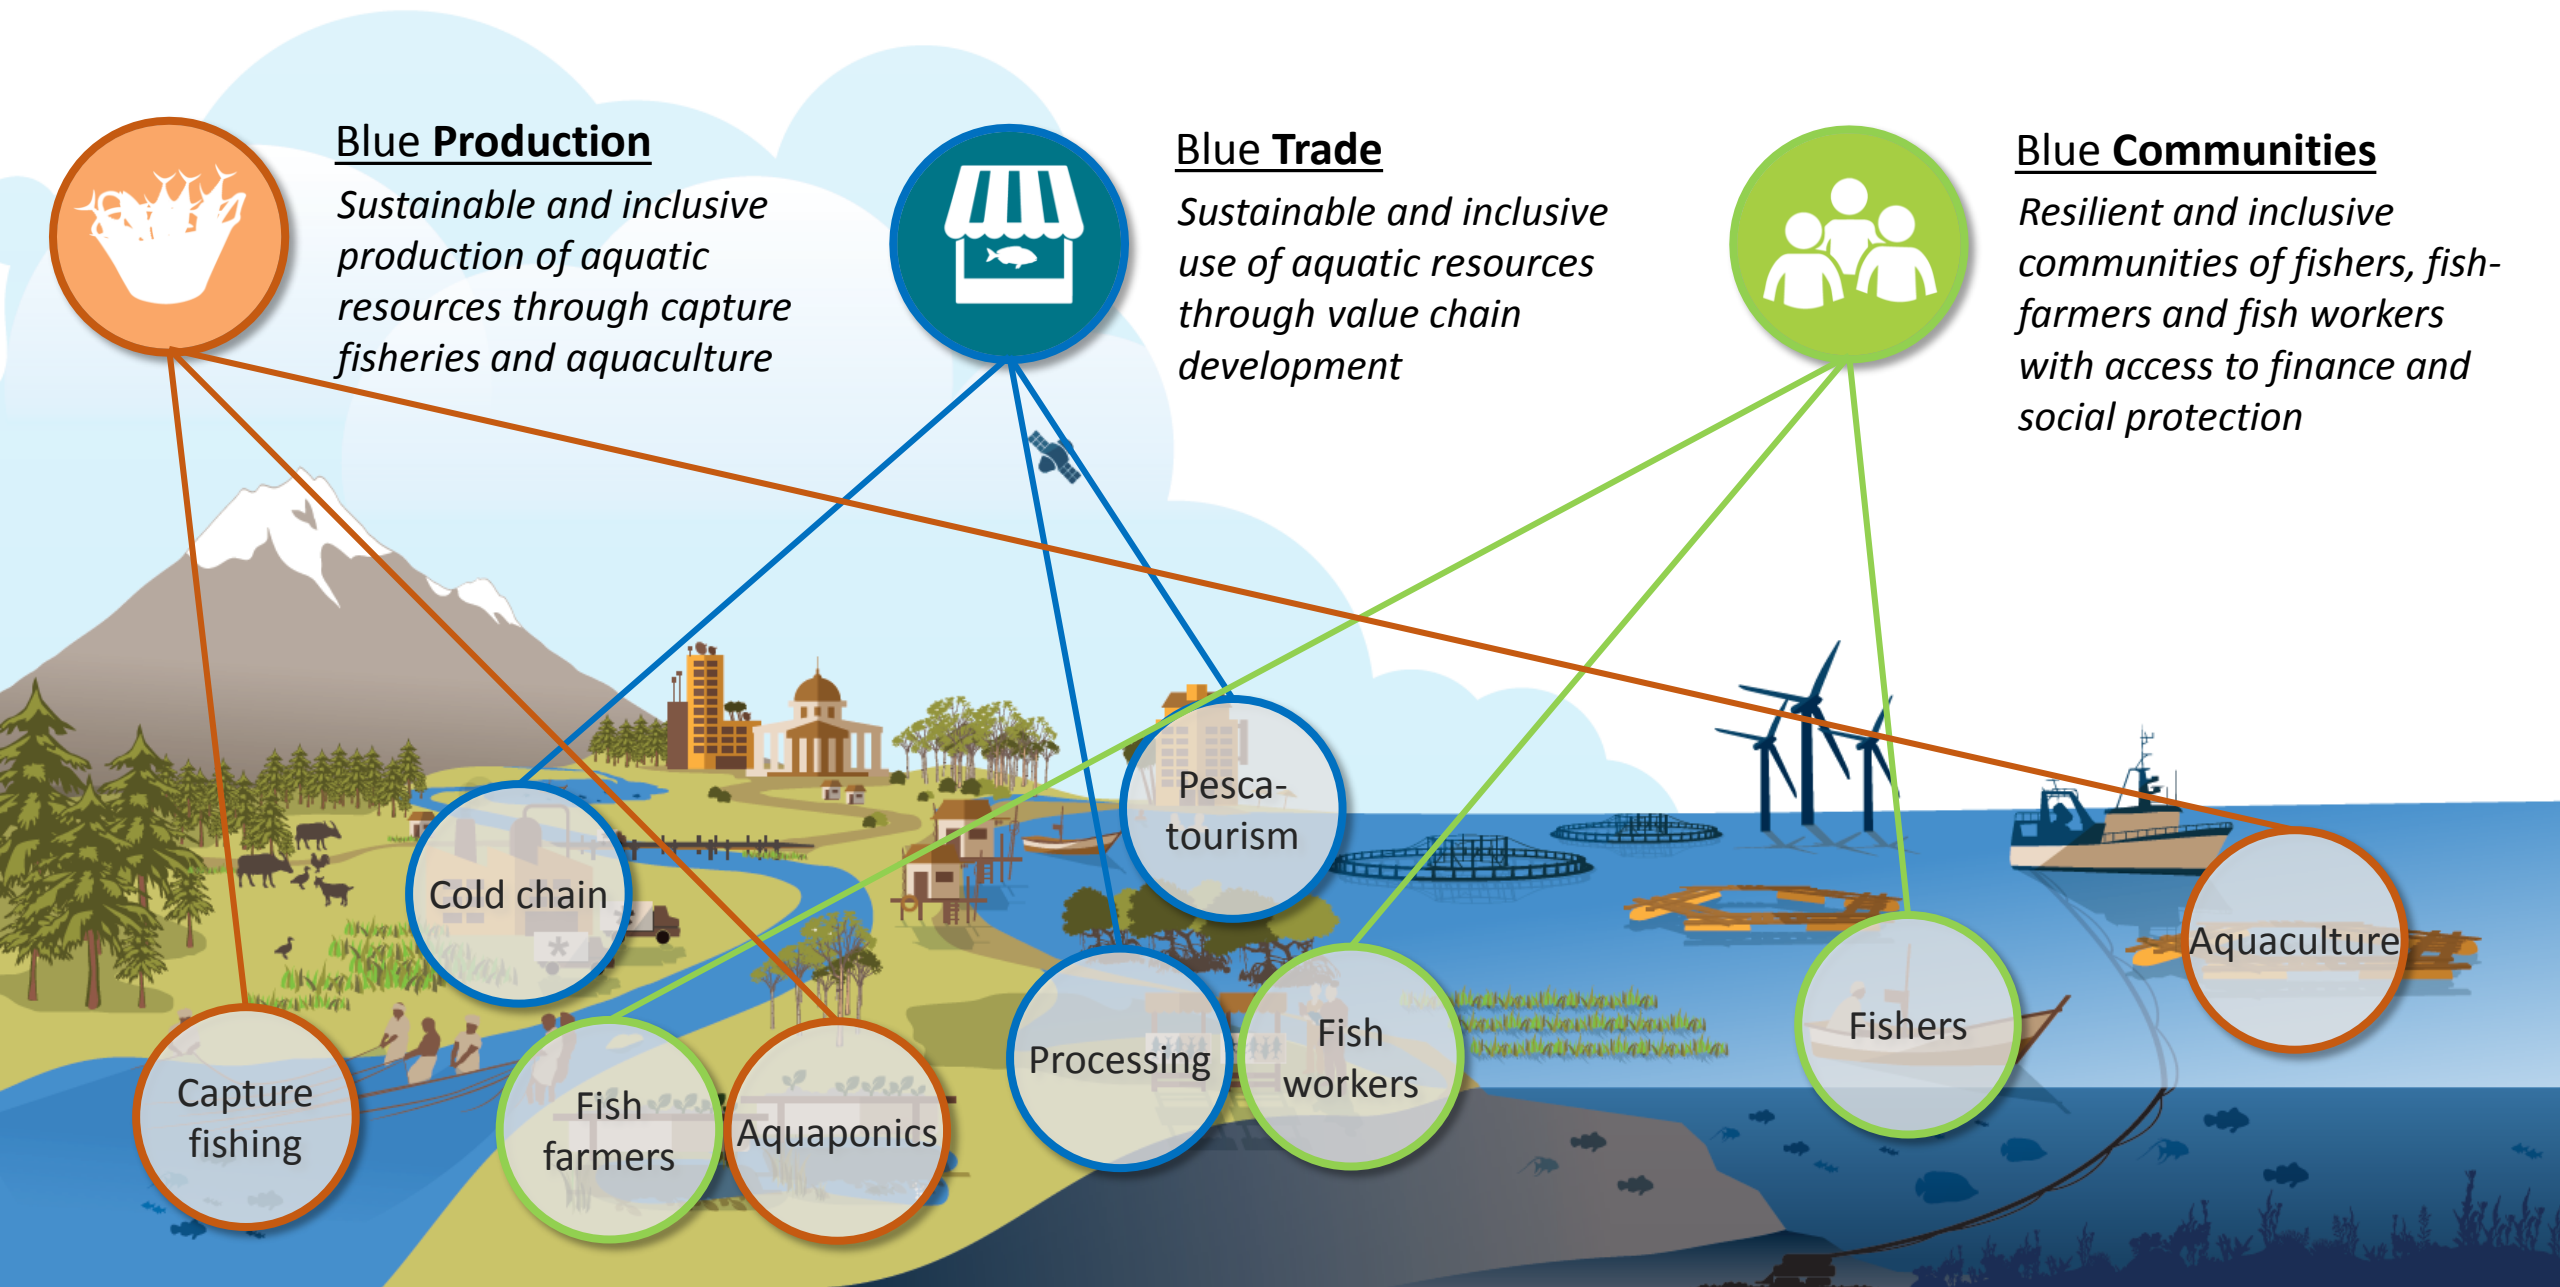 Blue Production
Sustainable and inclusive
production of aquatic
resources through capture
fisheries and aquaculture
Blue Trade
Sustainable and inclusive
use of aquatic resources
through value chain
development
Blue Communities
Resilient and inclusive
communities of fishers, fish-
farmers and fish workers
with access to finance and
social protection
Pesca-
tourism
Cold chain
Aquaculture
Fishers
Fish
workers
Processing
Capture
fishing
Fish
farmers
Aquaponics